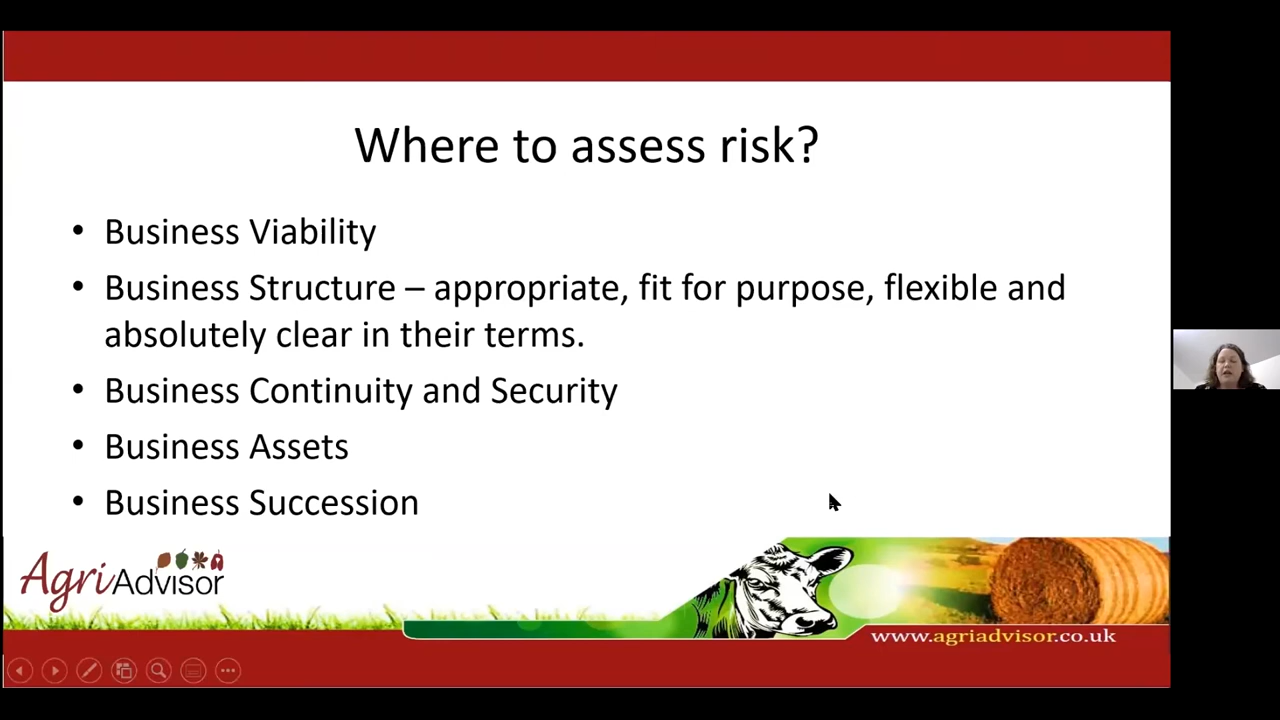 Where to assess risk?
• Business Viability
• Business Structure – appropriate, fit for purpose, flexible and
absolutely clear in their terms.
• Business Continuity and Security
• Business Assets
• Business Succession
AgriAdvisor
www.agriadvisor.co.uk